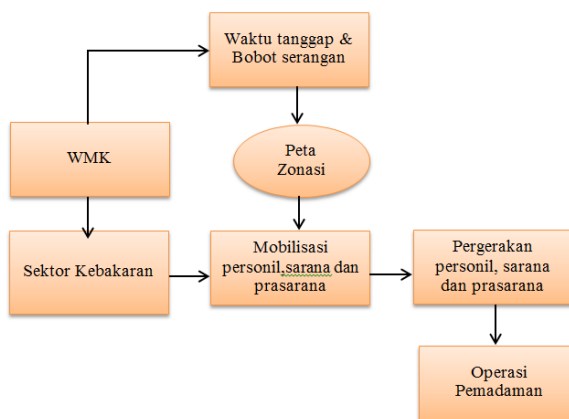 Waktu tanggap &
Bobot serangan
WMK
Peta
Zonasi
Sektor Kebakaran
Mobilisasi
personil,sarana dan
prasarana
Pergerakan
personil, sarana
dan prasarana
Operasi
Pemadaman